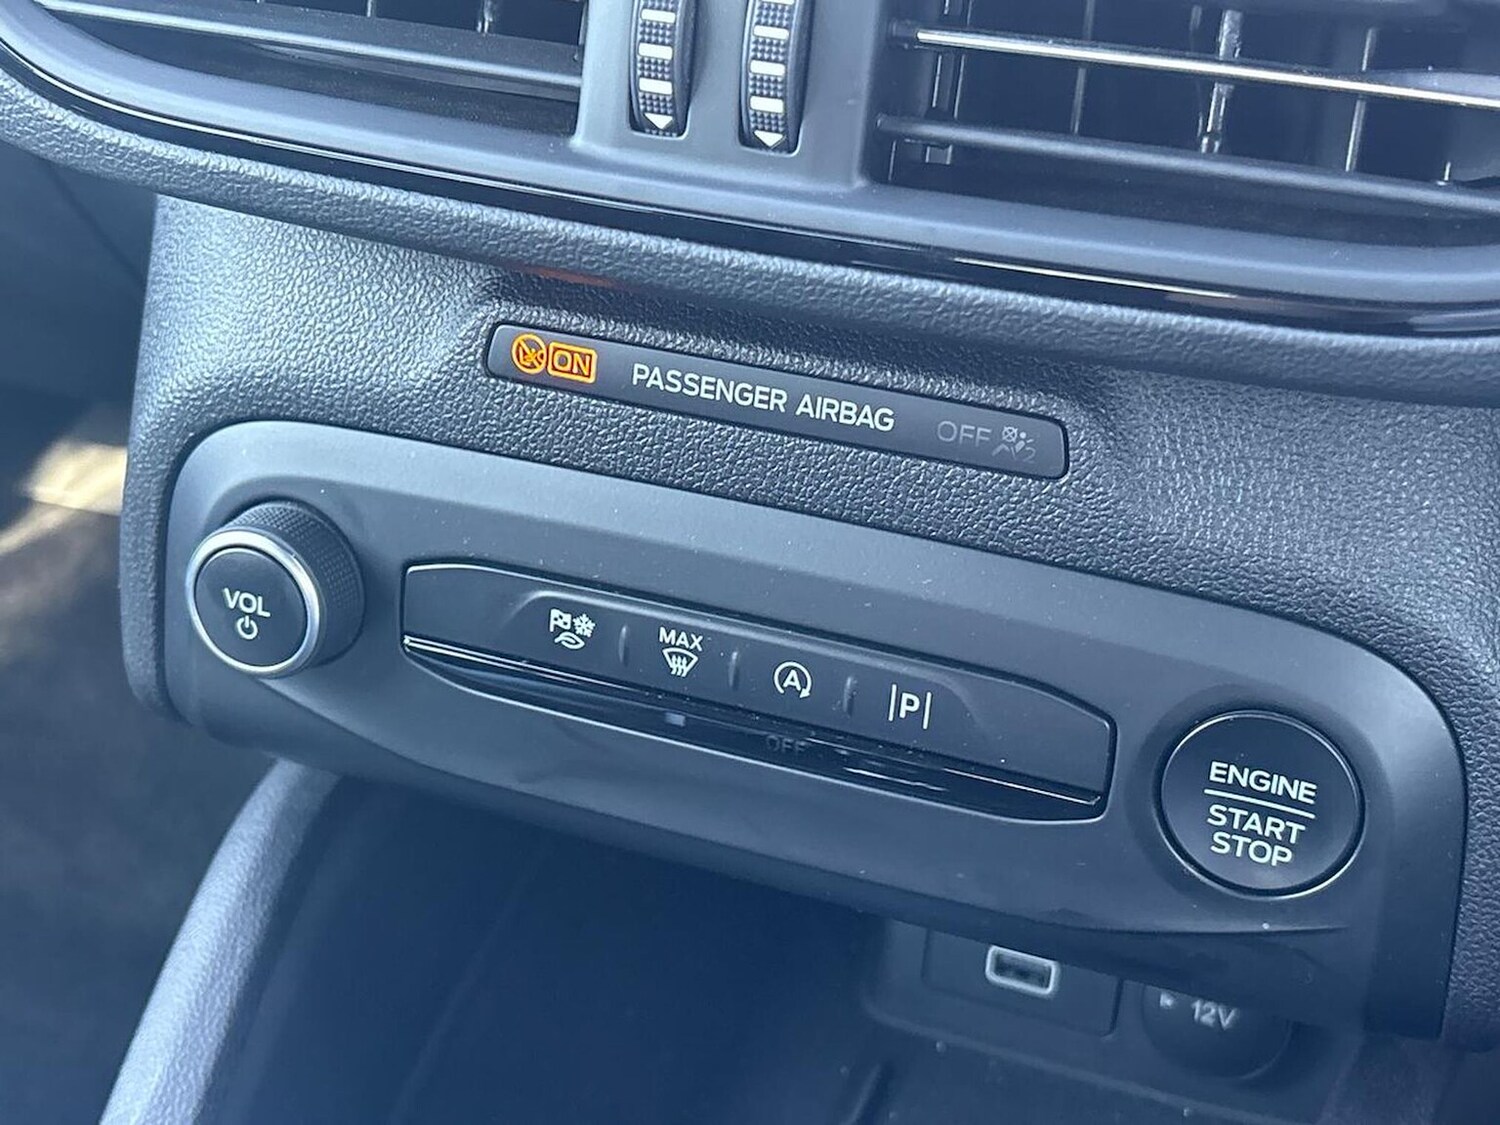 ON PASSENGER AIRBAG OFF
VOL
MAX
A
|P|
OFF
ENGINE
START
STOP
12V